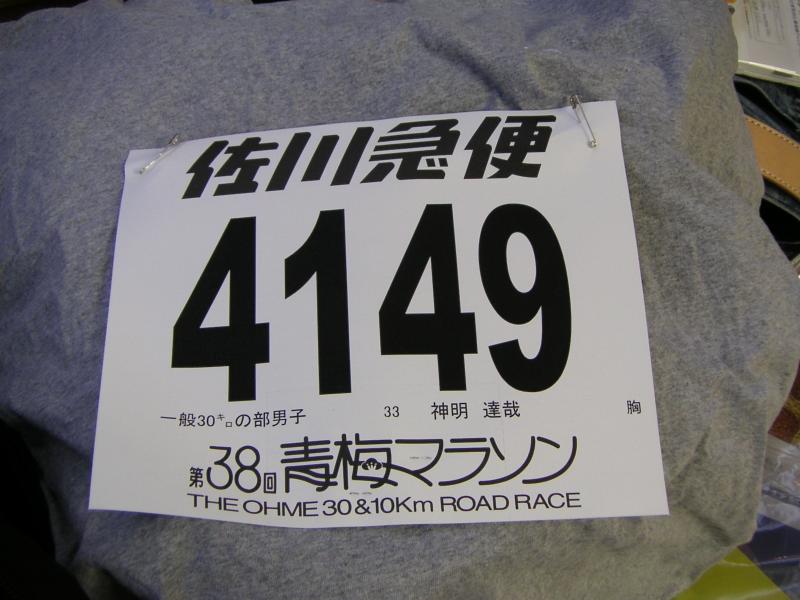 佐川急便
4149
一般30㌔の部男子 33 神明 達哉 胸
第38回青梅マラソン
THE OHME 30 & 10Km ROAD RACE